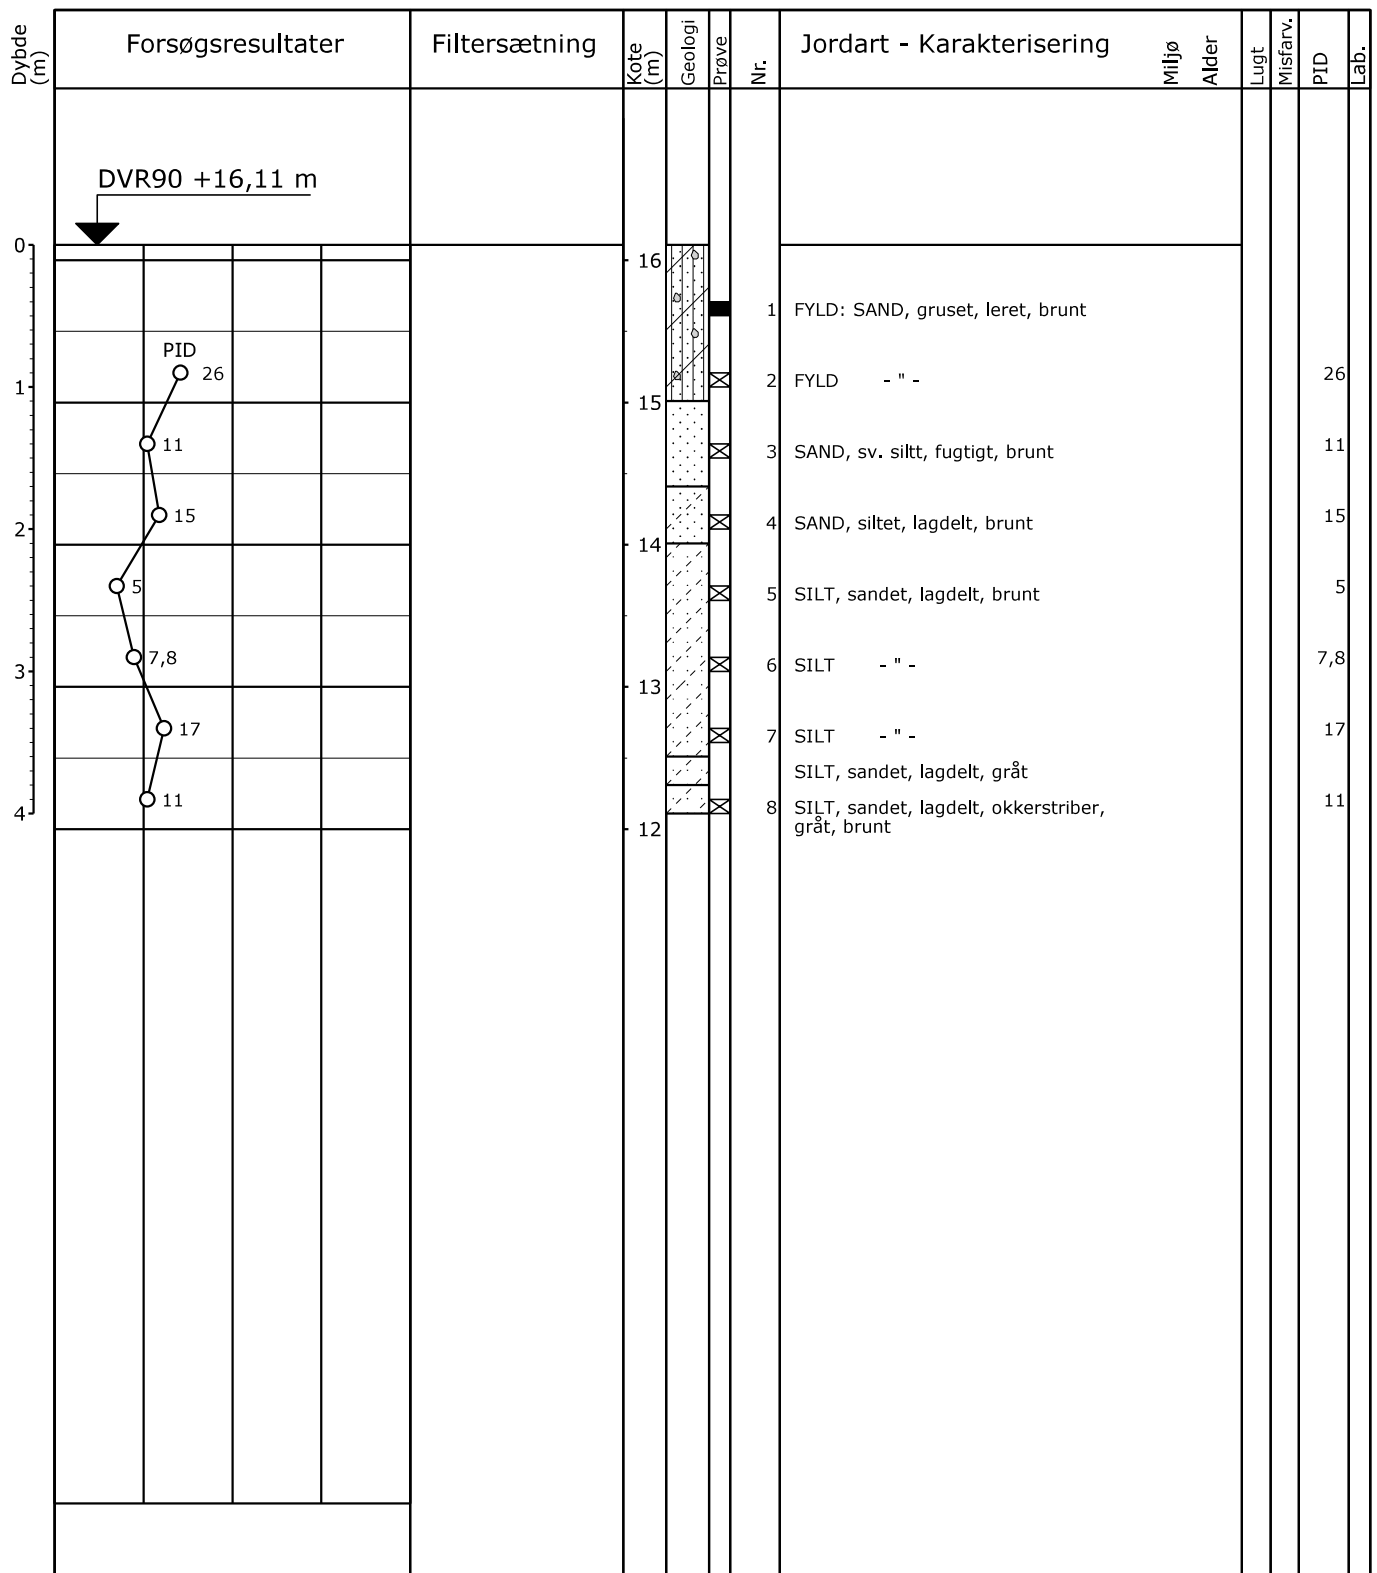 Dybde (m)
Forsøgsresultater
Filtersætning
Kote (m)
Geologi
Prøve
Nr.
Jordart - Karakterisering
Miljø
Alder
Lugt
Misfarv.
PID
Lab.
DVR90 +16,11 m
0
16
1 FYLD: SAND, gruset, leret, brunt
PID
26
2 FYLD - " - 26
1
15
11
3 SAND, sv. siltt, fugtigt, brunt 11
15
4 SAND, siltet, lagdelt, brunt 15
2
14
5
5 SILT, sandet, lagdelt, brunt 5
7,8
6 SILT - " - 7,8
3
13
17
7 SILT - " - 17
SILT, sandet, lagdelt, gråt
11
8 SILT, sandet, lagdelt, okkerstriber, 11
gråt, brunt
4
12